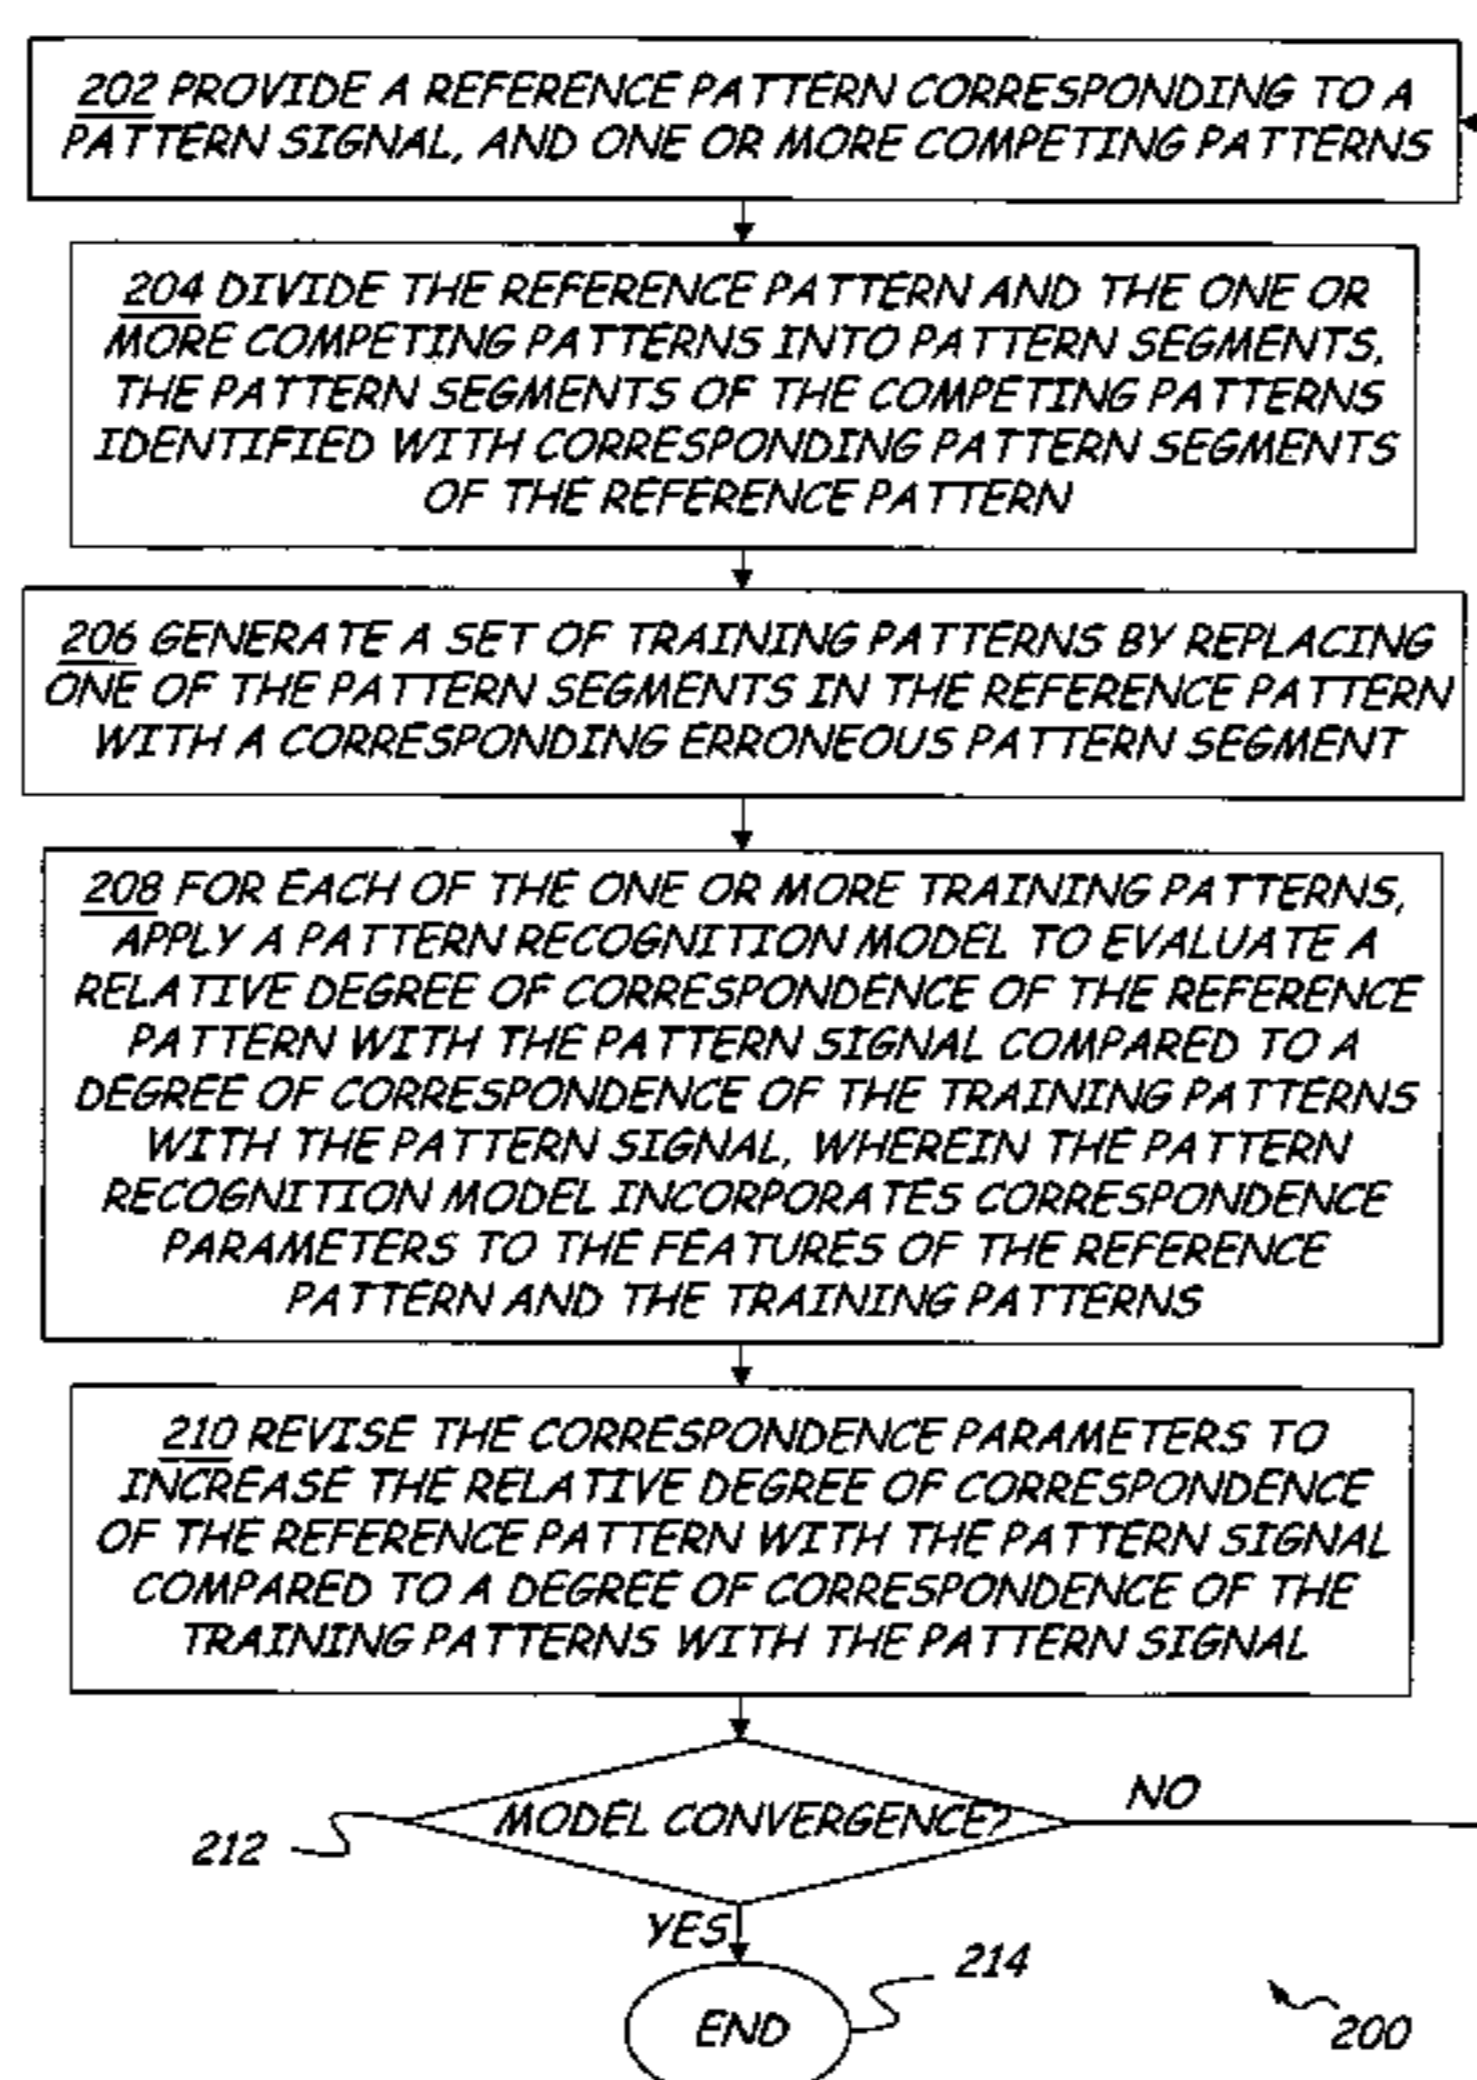 202 PROVIDE A REFERENCE PATTERN CORRESPONDING TO A
PATTERN SIGNAL, AND ONE OR MORE COMPETING PATTERNS
204 DIVIDE THE REFERENCE PATTERN AND THE ONE OR
MORE COMPETING PATTERNS INTO PATTERN SEGMENTS,
THE PATTERN SEGMENTS OF THE COMPETING PATTERNS
IDENTIFIED WITH CORRESPONDING PATTERN SEGMENTS
OF THE REFERENCE PATTERN
206 GENERATE A SET OF TRAINING PATTERNS BY REPLACING
ONE OF THE PATTERN SEGMENTS IN THE REFERENCE PATTERN
WITH A CORRESPONDING ERRONEOUS PATTERN SEGMENT
208 FOR EACH OF THE ONE OR MORE TRAINING PATTERNS,
APPLY A PATTERN RECOGNITION MODEL TO EVALUATE A
RELATIVE DEGREE OF CORRESPONDENCE OF THE REFERENCE
PATTERN WITH THE PATTERN SIGNAL COMPARED TO A
DEGREE OF CORRESPONDENCE OF THE TRAINING PATTERNS
WITH THE PATTERN SIGNAL, WHEREIN THE PATTERN
RECOGNITION MODEL INCORPORATES CORRESPONDENCE
PARAMETERS TO THE FEATURES OF THE REFERENCE
PATTERN AND THE TRAINING PATTERNS
210 REVISE THE CORRESPONDENCE PARAMETERS TO
INCREASE THE RELATIVE DEGREE OF CORRESPONDENCE
OF THE REFERENCE PATTERN WITH THE PATTERN SIGNAL
COMPARED TO A DEGREE OF CORRESPONDENCE OF THE
TRAINING PATTERNS WITH THE PATTERN SIGNAL
NO
MODEL CONVERGENCE?
212
YES
214
END
200